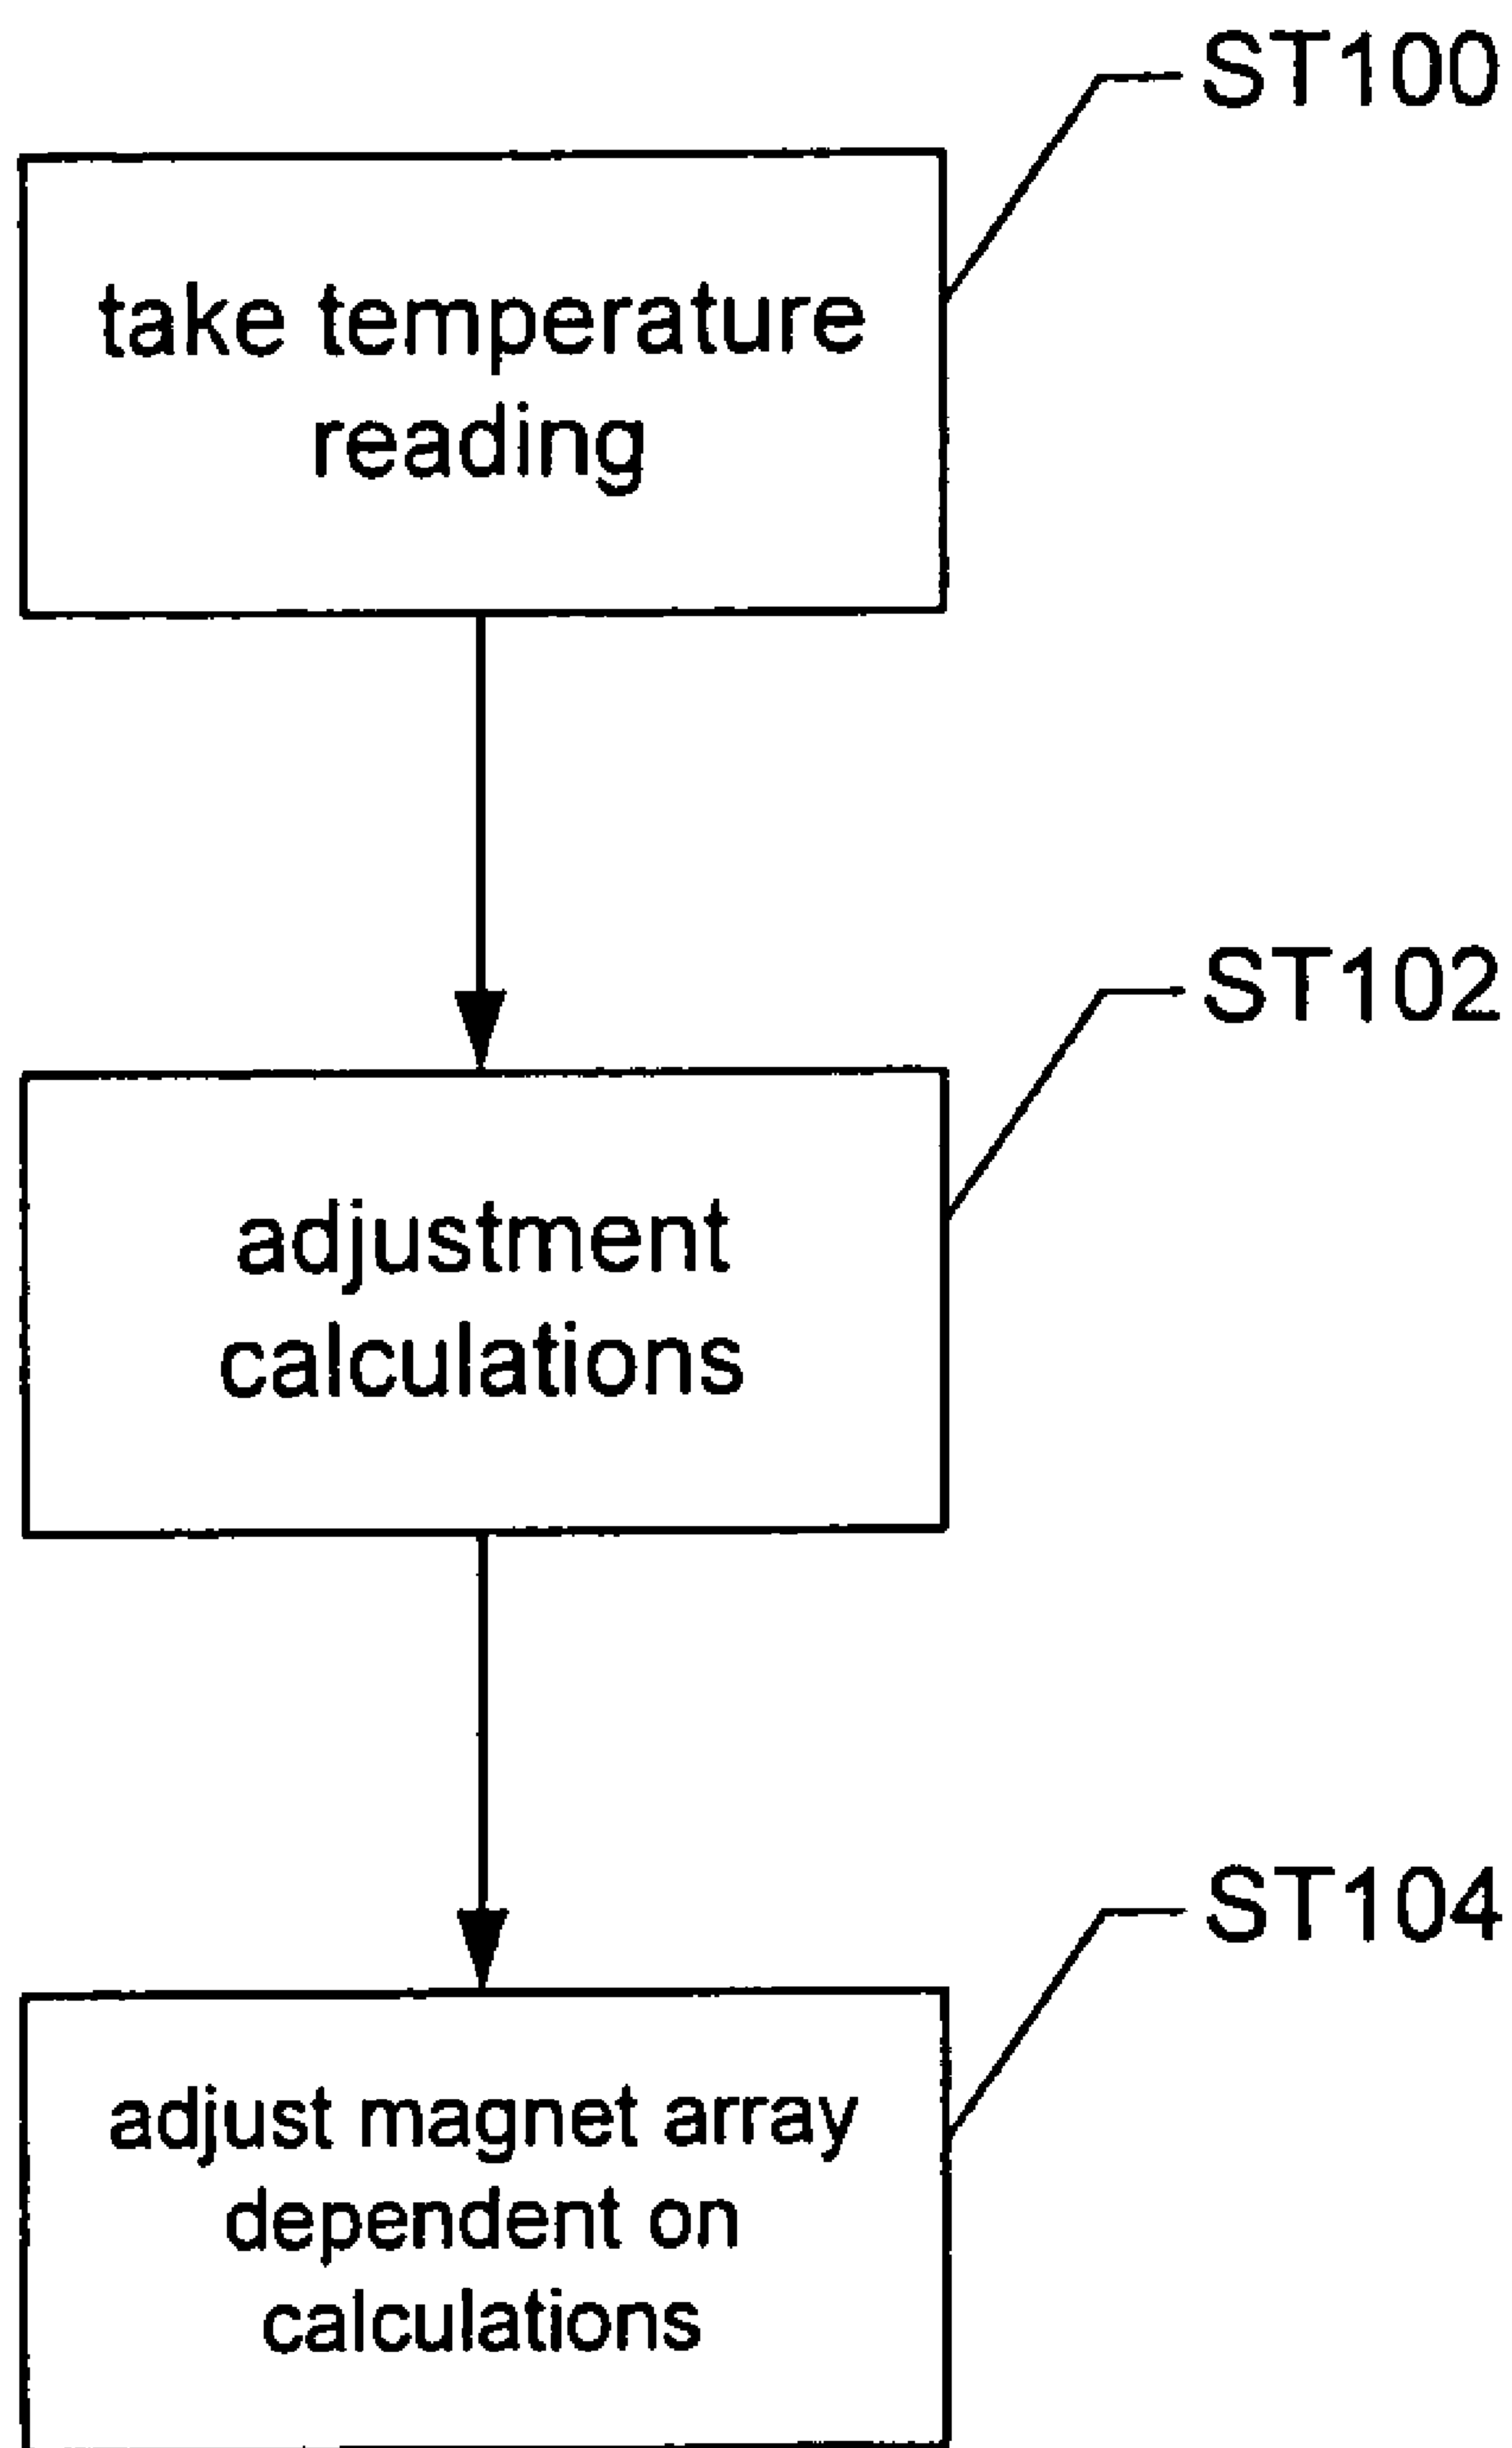 ST100
take temperature
reading
ST102
adjustment
calculations
ST104
adjust magnet array
dependent on
calculations